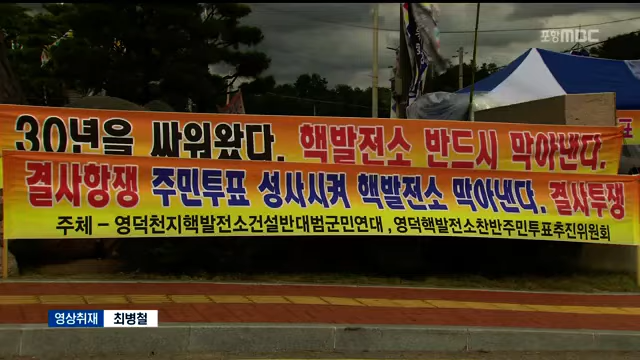 포항MBC
30년을 싸워왔다. 핵발전소 반드시 막아낸다.
결사항쟁 주민투표 성사시켜 핵발전소 막아낸다. 결사투쟁
주체 - 영덕천지핵발전소건설반대범군민연대 , 영덕핵발전소찬반주민투표추진위원회
영상취재 최병철